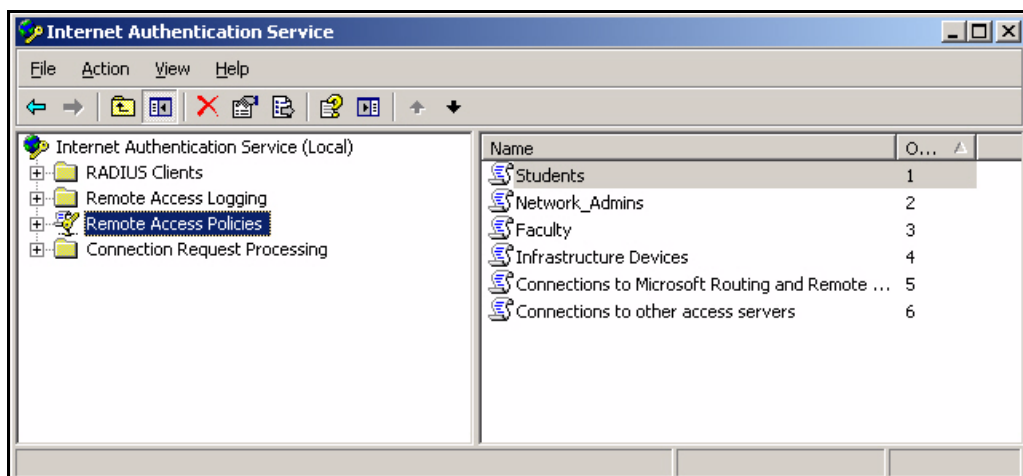 Internet Authentication Service
File Action View Help
Internet Authentication Service (Local)
RADIUS Clients
Remote Access Logging
Remote Access Policies
Connection Request Processing
Name O...
Students 1
Network_Admins 2
Faculty 3
Infrastructure Devices 4
Connections to Microsoft Routing and Remote ... 5
Connections to other access servers 6